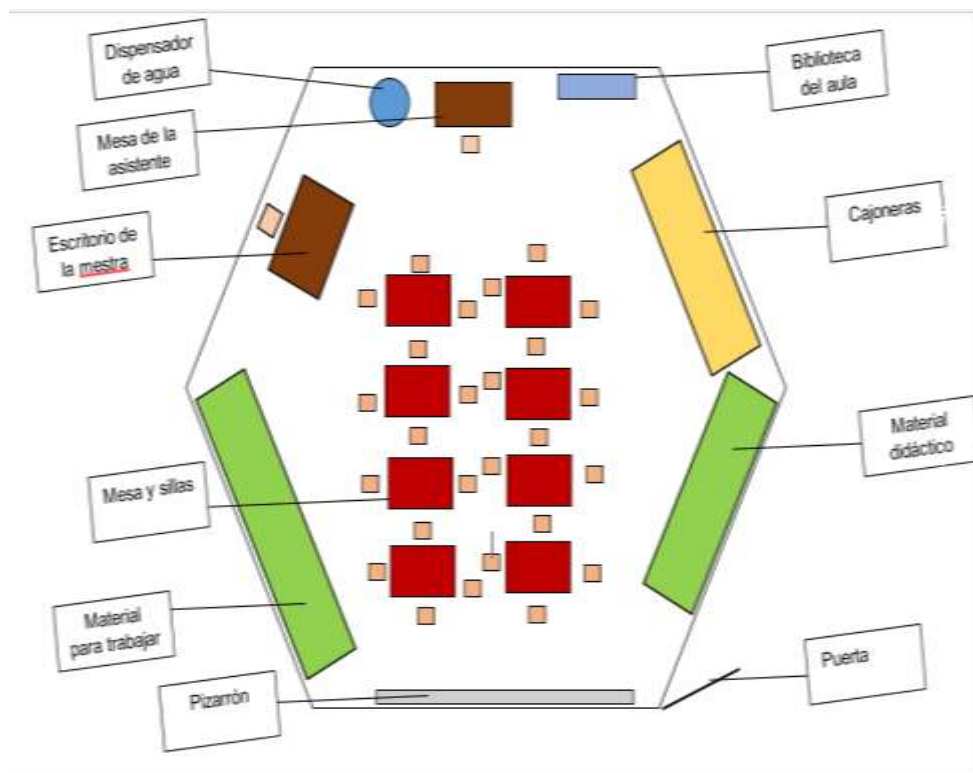 Dispensador
de agua
Biblioteca
del aula
Mesa de la
asistente
Cajoneras
Escritorio de
la mestra
Material
didáctico
Mesa y sillas
Material
para trabajar
Puerta
Pizarrón